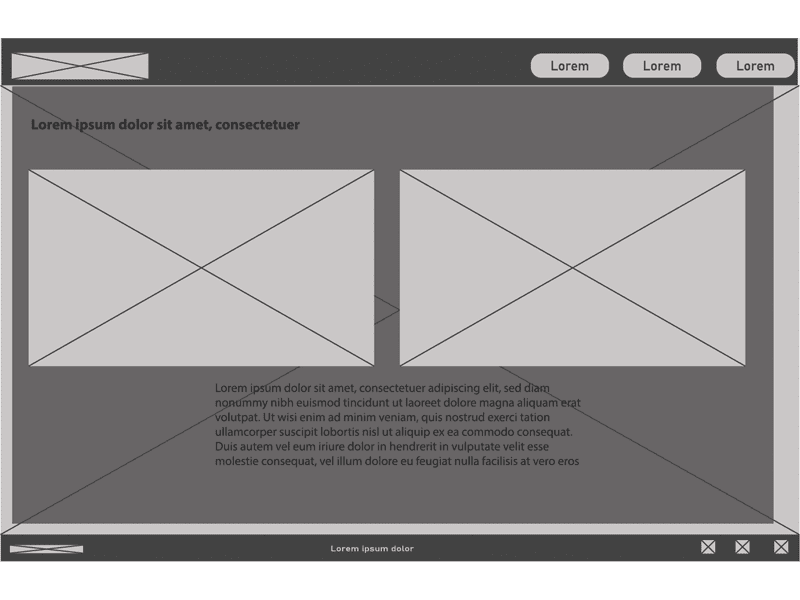 Lorem
Lorem
Lorem
Lorem ipsum dolor sit amet, consectetuer
Lorem ipsum dolor sit amet, consectetuer adipiscing elit, sed diam
nonummy nibh euismod tincidunt ut laoreet dolore magna aliquam erat
volutpat. Ut wisi enim ad minim veniam, quis nostrud exerci tation
ullamcorper suscipit lobortis nisl ut aliquip ex ea commodo consequat.
Duis autem vel eum iriure dolor in hendrerit in vulputate velit esse
molestie consequat, vel illum dolore eu feugiat nulla facilisis at vero eros
Lorem ipsum dolor